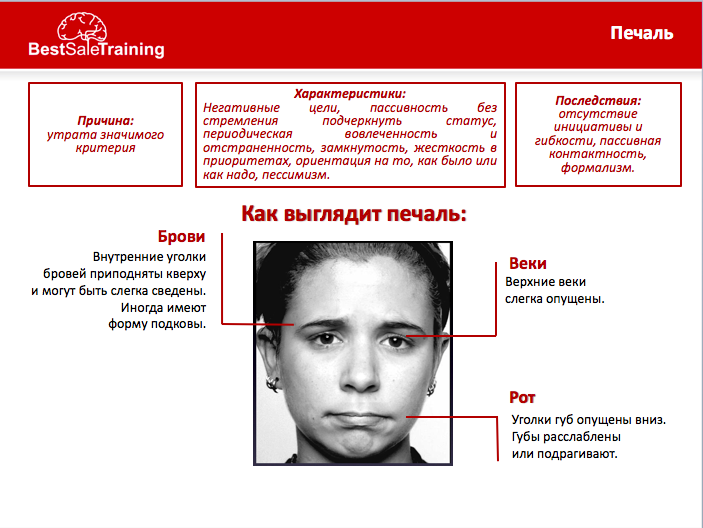 BestSaleTraining
Печаль
Причина:
утрата значимого
критерия
Характеристики:
Негативные цели, пассивность без
стремления подчеркнуть статус,
периодическая вовлеченность и
отстраненность, замкнутость, жесткость в
приоритетах, ориентация на то, как было или
как надо, пессимизм.
Последствия:
отсутствие
инициативы и
гибкости, пассивная
контактность,
формализм.
Как выглядит печаль:
Брови
Внутренние уголки
бровей приподняты кверху
и могут быть слегка сведены.
Иногда имеют
форму подковы.
Веки
Верхние веки
слегка опущены.
Рот
Уголки губ опущены вниз.
Губы расслаблены
или подрагивают.